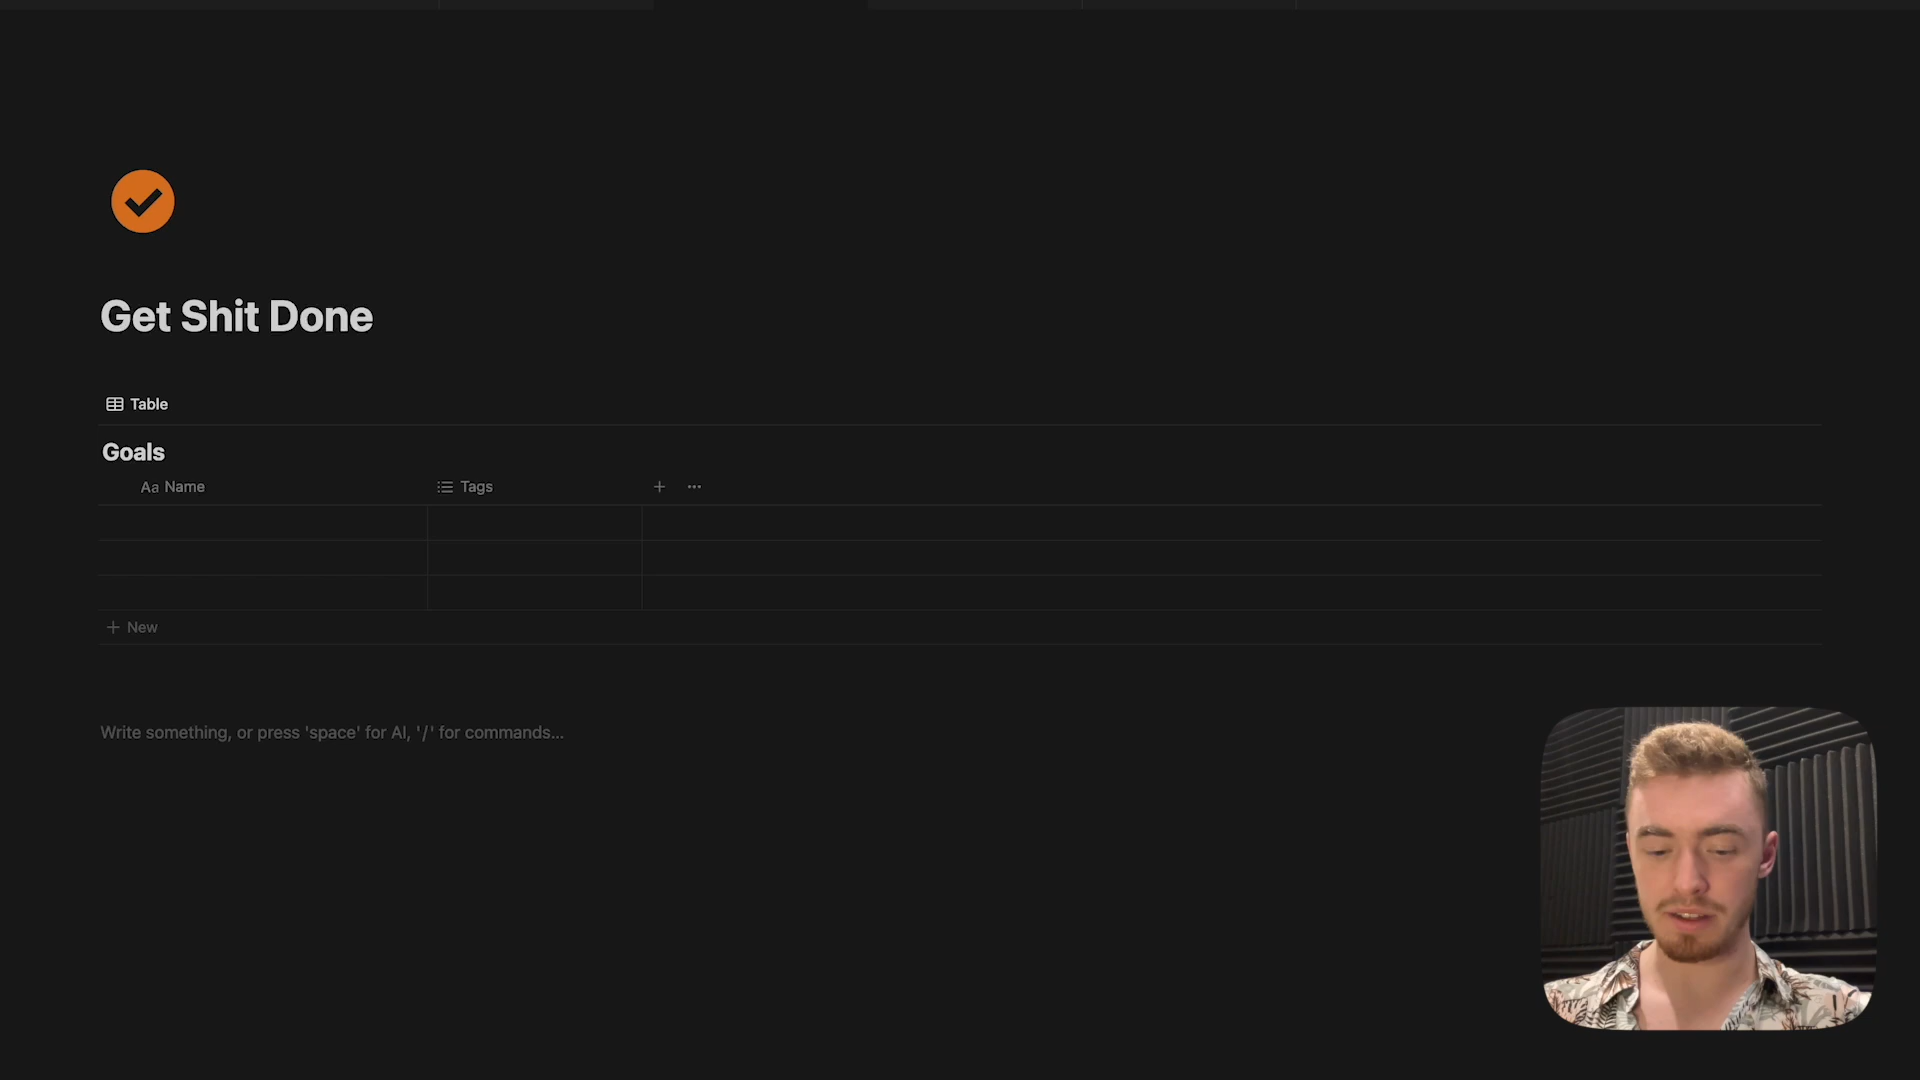 Get Shit Done
Table
Goals
Aa Name Tags
New
Write something, or press 'space' for AI, '/' for commands...